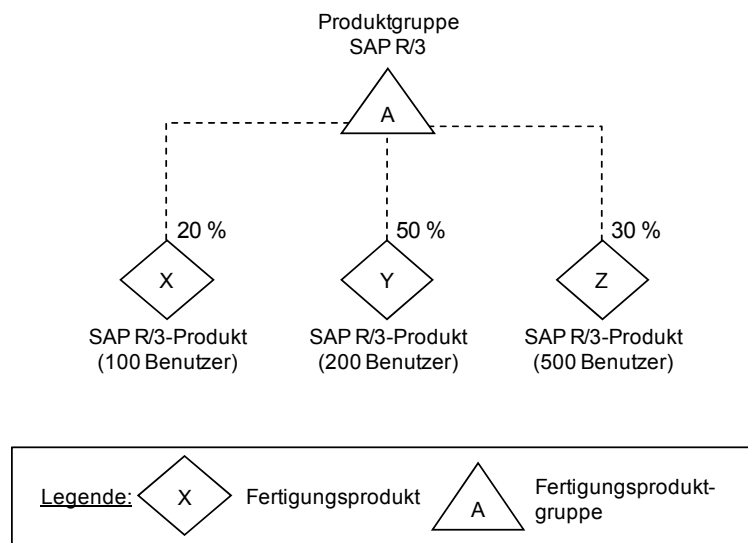 Produktgruppe
SAP R/3
A
20 %
50 %
30 %
X
Y
Z
SAP R/3-Produkt
(100 Benutzer)
SAP R/3-Produkt
(200 Benutzer)
SAP R/3-Produkt
(500 Benutzer)
Legende:
X
Fertigungsprodukt
A
Fertigungsprodukt-
gruppe